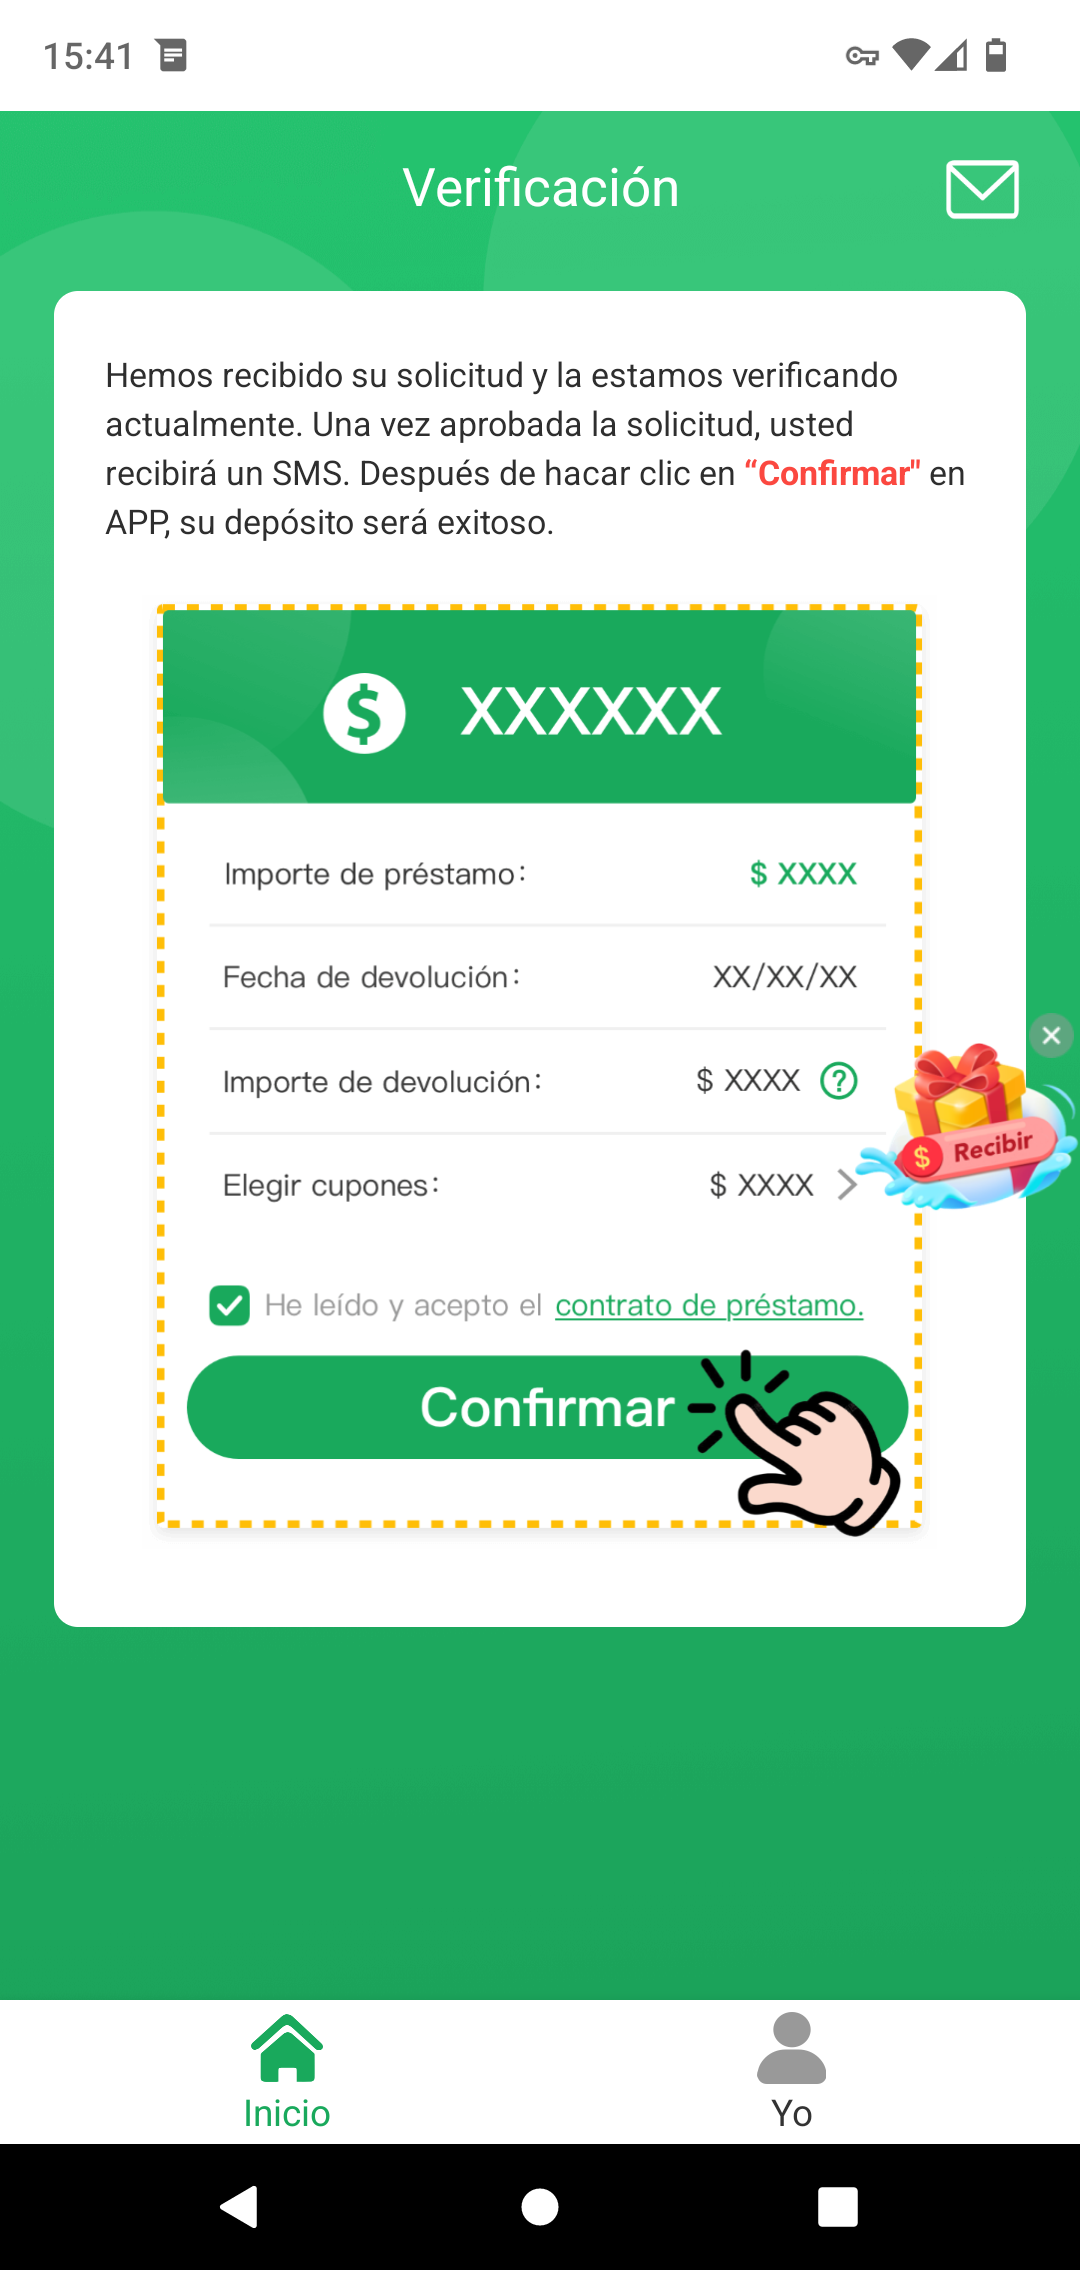 15:41
Verificación
Hemos recibido su solicitud y la estamos verificando
actualmente. Una vez aprobada la solicitud, usted
recibirá un SMS. Después de hacar clic en “Confirmar" en
APP, su depósito será exitoso.
$ XXXXXX
Importe de préstamo: $ XXXX
Fecha de devolución: XX/XX/XX
Importe de devolución: $ XXXX ?
Elegir cupones: $ XXXX
$ Recibir
He leído y acepto el contrato de préstamo.
Confirmar
Inicio
Yo